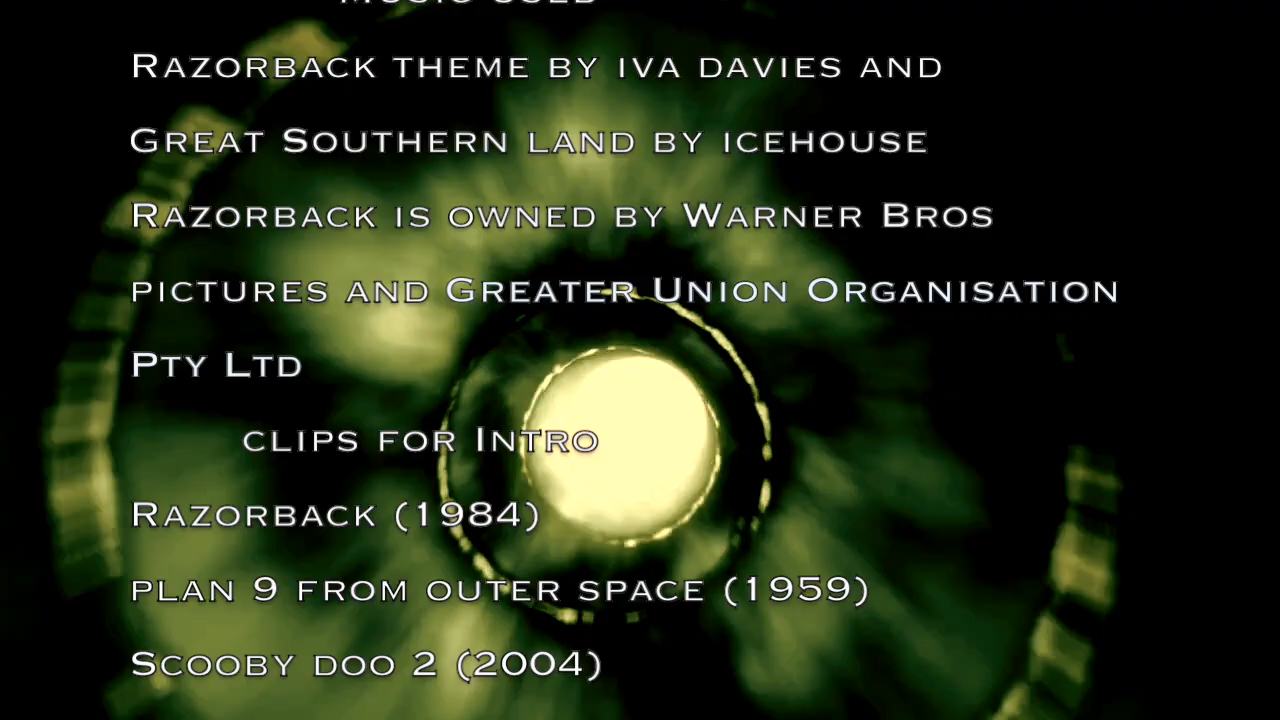 MUSIC USED
RAZORBACK THEME BY IVA DAVIES AND
GREAT SOUTHERN LAND BY ICEHOUSE
RAZORBACK IS OWNED BY WARNER BROS
PICTURES AND GREATER UNION ORGANISATION
PTY LTD
CLIPS FOR INTRO
RAZORBACK (1984)
PLAN 9 FROM OUTER SPACE (1959)
SCOOBY DOO 2 (2004)